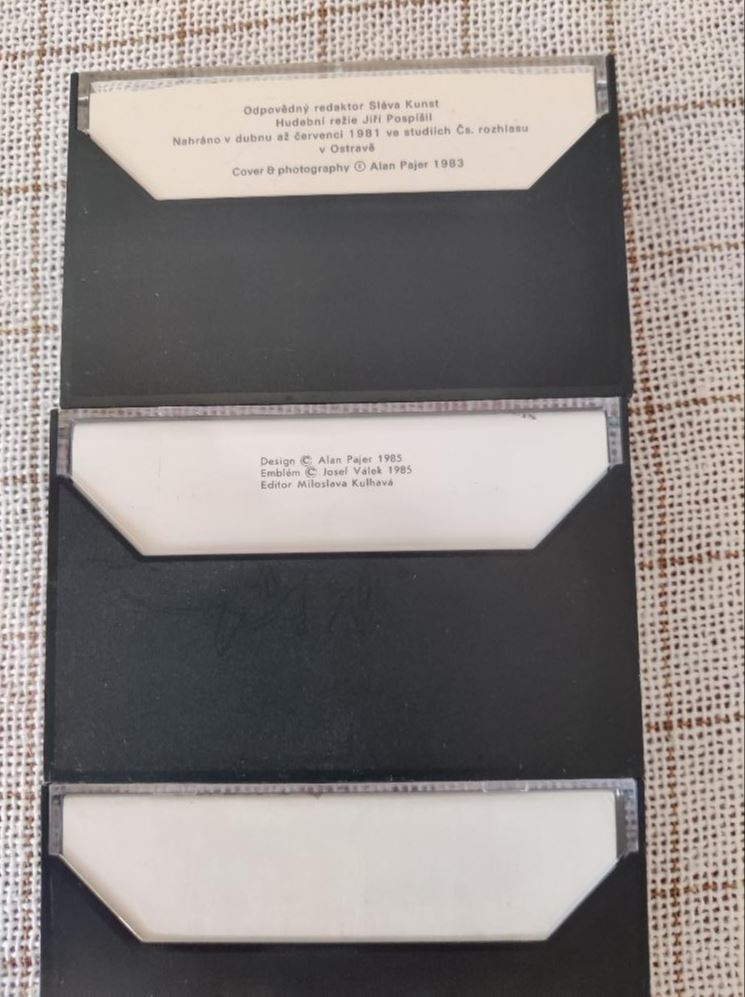 Odpovědný redaktor Sláva Kunst
Hudební režie Jiří Pospíšil
Nahráno v dubnu až červenci 1981 ve studiích Čs. rozhlasu
v Ostravě
Cover & photography © Alan Pajer 1983
Design © Alan Pajer 1985
Emblém © Josef Válek 1985
Editor Miloslava Kulhavá